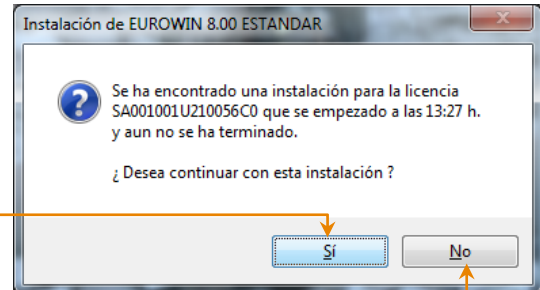 Instalación de EUROWIN 8.00 ESTANDAR
Se ha encontrado una instalación para la licencia
SA001001U210056C0 que se empezado a las 13:27 h.
y aun no se ha terminado.
¿ Desea continuar con esta instalación ?
Sí
No